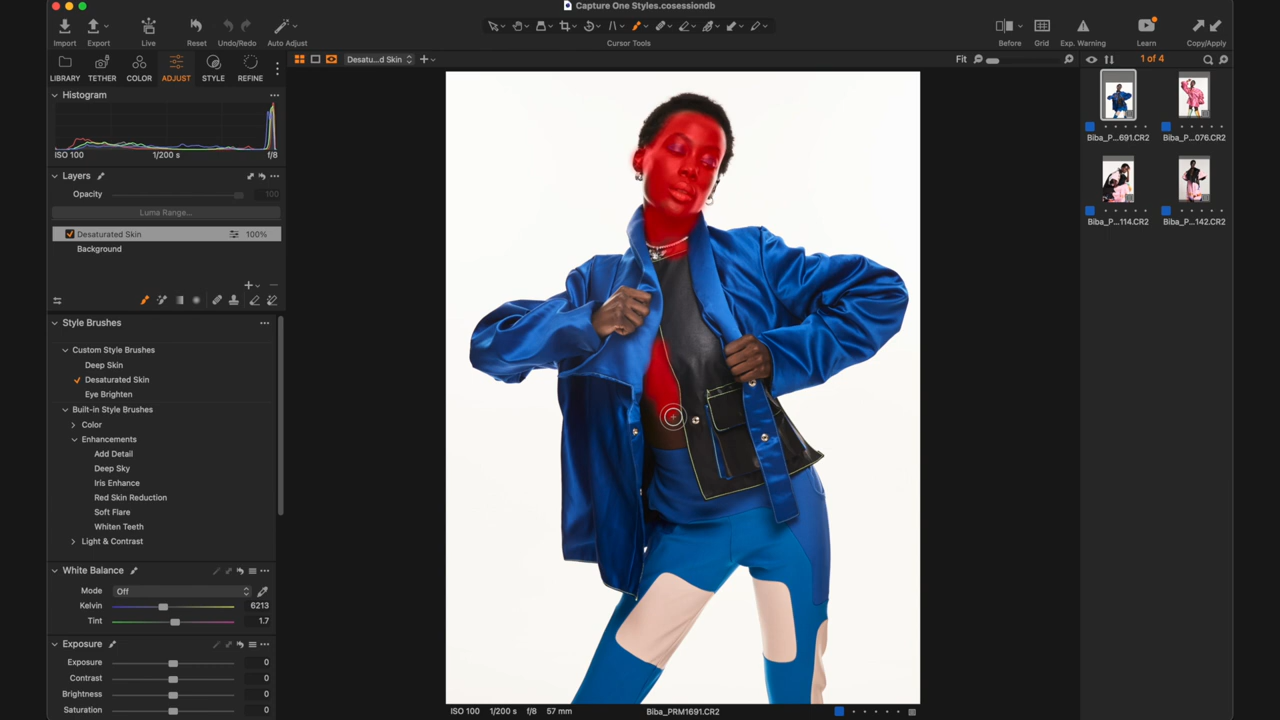 Capture One Styles.cosessiondb
Import
Export
Live
Reset
Undo/Redo
Auto Adjust
Cursor Tools
Before
Grid
Exp. Warning
Learn
Copy/Apply
LIBRARY
TETHER
COLOR
ADJUST
STYLE
REFINE
Desatu...d Skin
Fit
1 of 4
Histogram
ISO 100
1/200 s
f/8
Layers
Opacity
100
Luma Range...
Desaturated Skin
100%
Background
Style Brushes
Custom Style Brushes
Deep Skin
Desaturated Skin
Eye Brighten
Built-in Style Brushes
Color
Enhancements
Add Detail
Deep Sky
Iris Enhance
Red Skin Reduction
Soft Flare
Whiten Teeth
Light & Contrast
White Balance
Mode
Off
Kelvin
6213
Tint
1.7
Exposure
Exposure
0
Contrast
0
Brightness
0
Saturation
0
ISO 100
1/200 s
f/8
57 mm
Biba_PRM1691.CR2
Biba_P...691.CR2
Biba_P...076.CR2
Biba_P...114.CR2
Biba_P...142.CR2